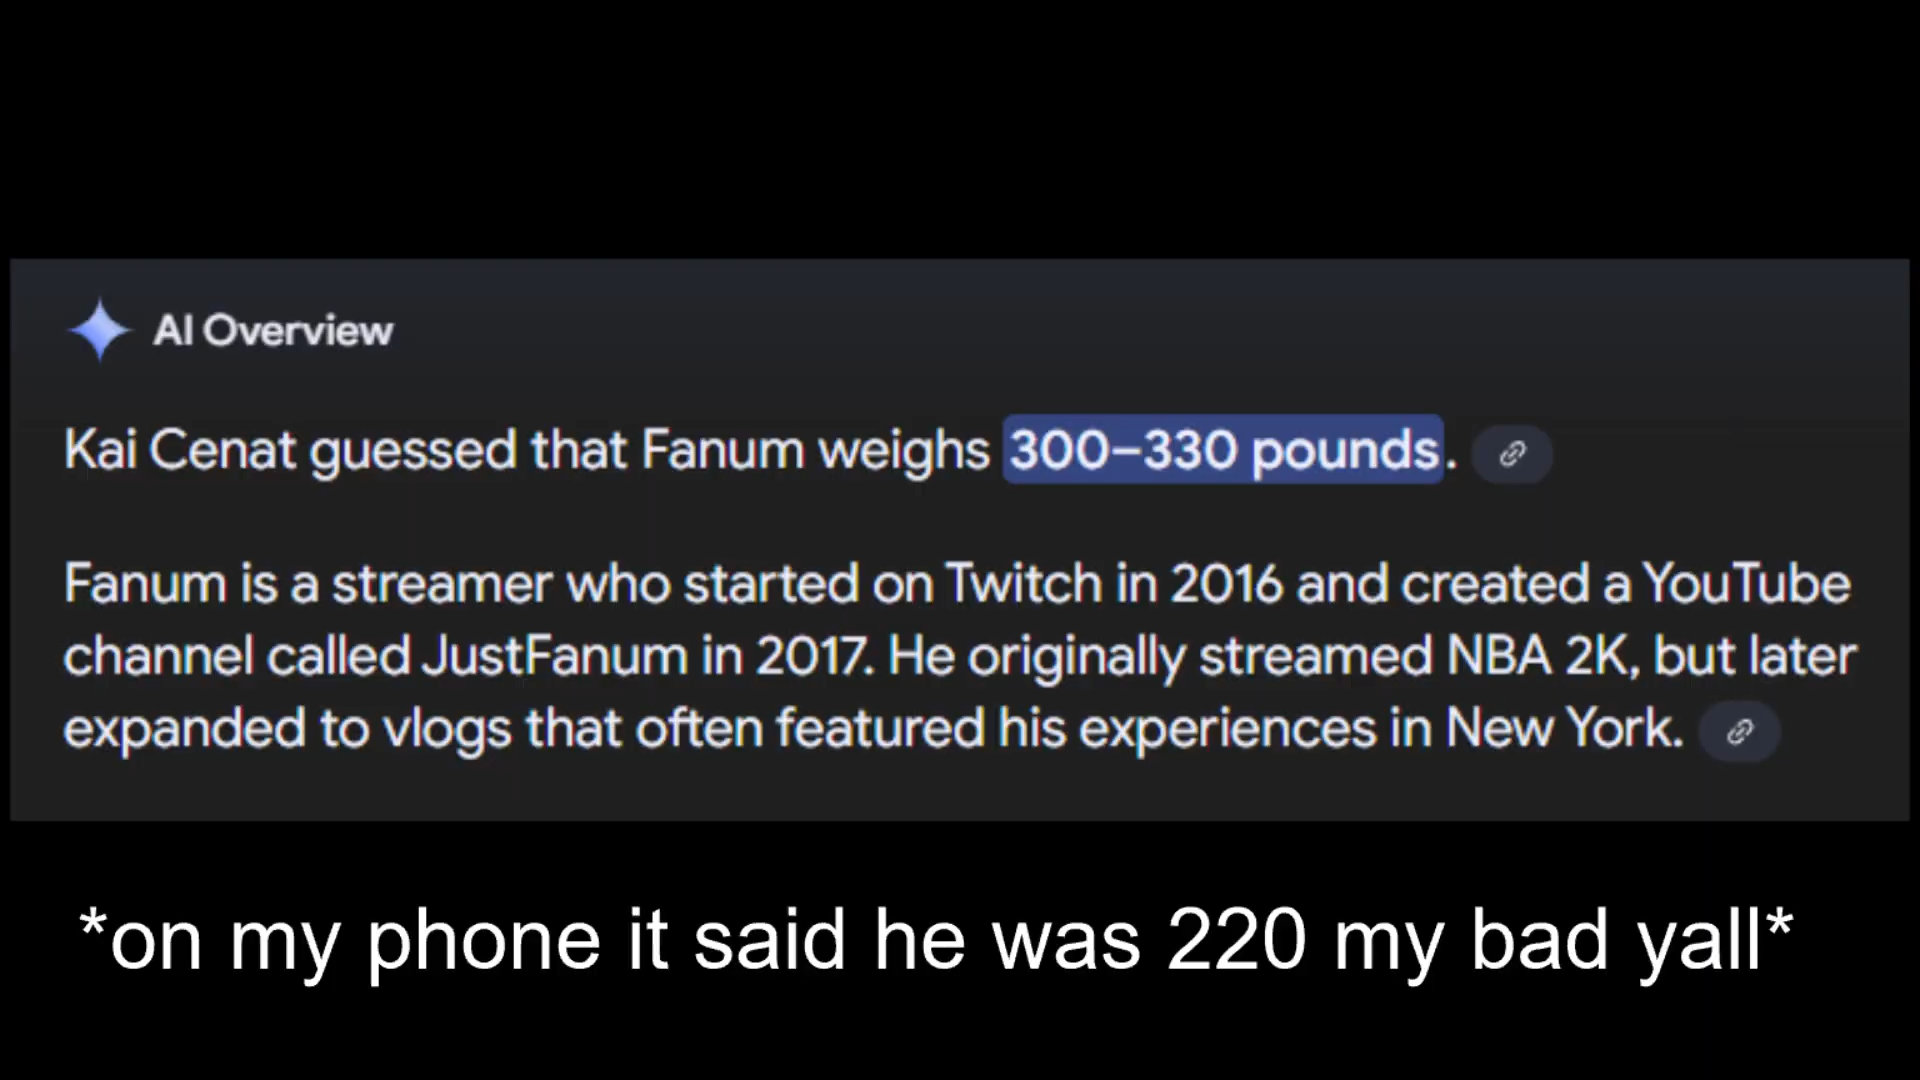 AI Overview
Kai Cenat guessed that Fanum weighs 300–330 pounds.
Fanum is a streamer who started on Twitch in 2016 and created a YouTube
channel called JustFanum in 2017. He originally streamed NBA 2K, but later
expanded to vlogs that often featured his experiences in New York.
*on my phone it said he was 220 my bad yall*